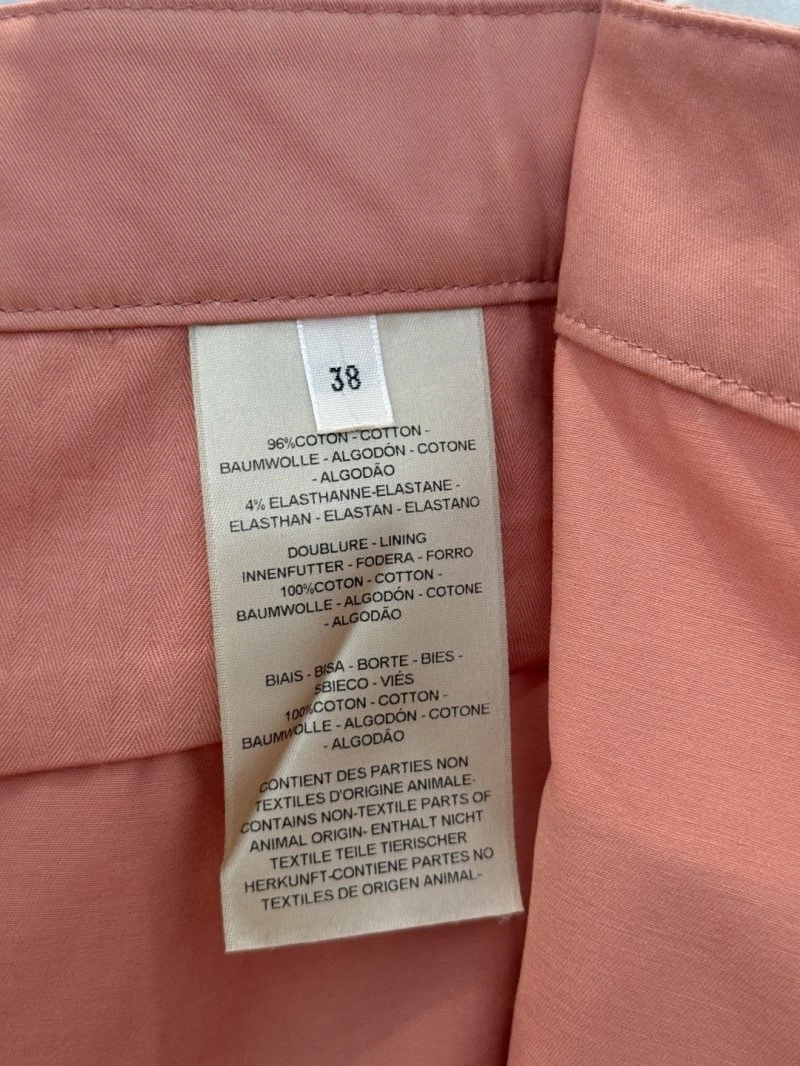 38
96%COTON - COTTON -
BAUMWOLLE - ALGODÓN - COTONE
- ALGODÃO
4% ELASTHANNE-ELASTANE -
ELASTHAN - ELASTAN - ELASTANO
DOUBLURE - LINING
INNENFUTTER - FODERA - FORRO
100%COTON - COTTON -
BAUMWOLLE - ALGODÓN - COTONE
- ALGODÃO
BIAIS - BISA - BORTE - BIES -
SBIECO - VIÉS
100%COTON - COTTON -
BAUMWOLLE - ALGODÓN - COTONE
- ALGODÃO
CONTIENT DES PARTIES NON
TEXTILES D'ORIGINE ANIMALE-
CONTAINS NON-TEXTILE PARTS OF
ANIMAL ORIGIN- ENTHALT NICHT
TEXTILE TEILE TIERISCHER
HERKUNFT-CONTIENE PARTES NO
TEXTILES DE ORIGEN ANIMAL-